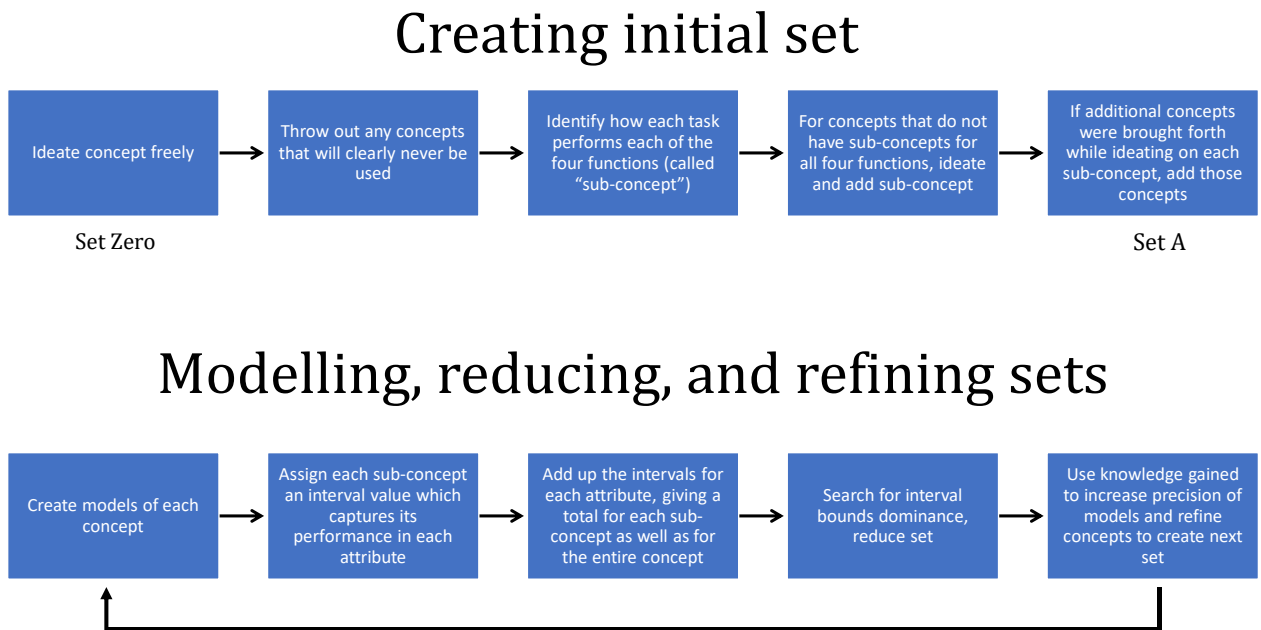 Creating initial set
Ideate concept freely
Throw out any concepts
that will clearly never be
used
Identify how each task
performs each of the
four functions (called
“sub-concept”)
For concepts that do not
have sub-concepts for
all four functions, ideate
and add sub-concept
If additional concepts
were brought forth
while ideating on each
sub-concept, add those
concepts
Set Zero
Set A
Modelling, reducing, and refining sets
Create models of each
concept
Assign each sub-concept
an interval value which
captures its
performance in each
attribute
Add up the intervals for
each attribute, giving a
total for each sub-
concept as well as for
the entire concept
Search for interval
bounds dominance,
reduce set
Use knowledge gained
to increase precision of
models and refine
concepts to create next
set